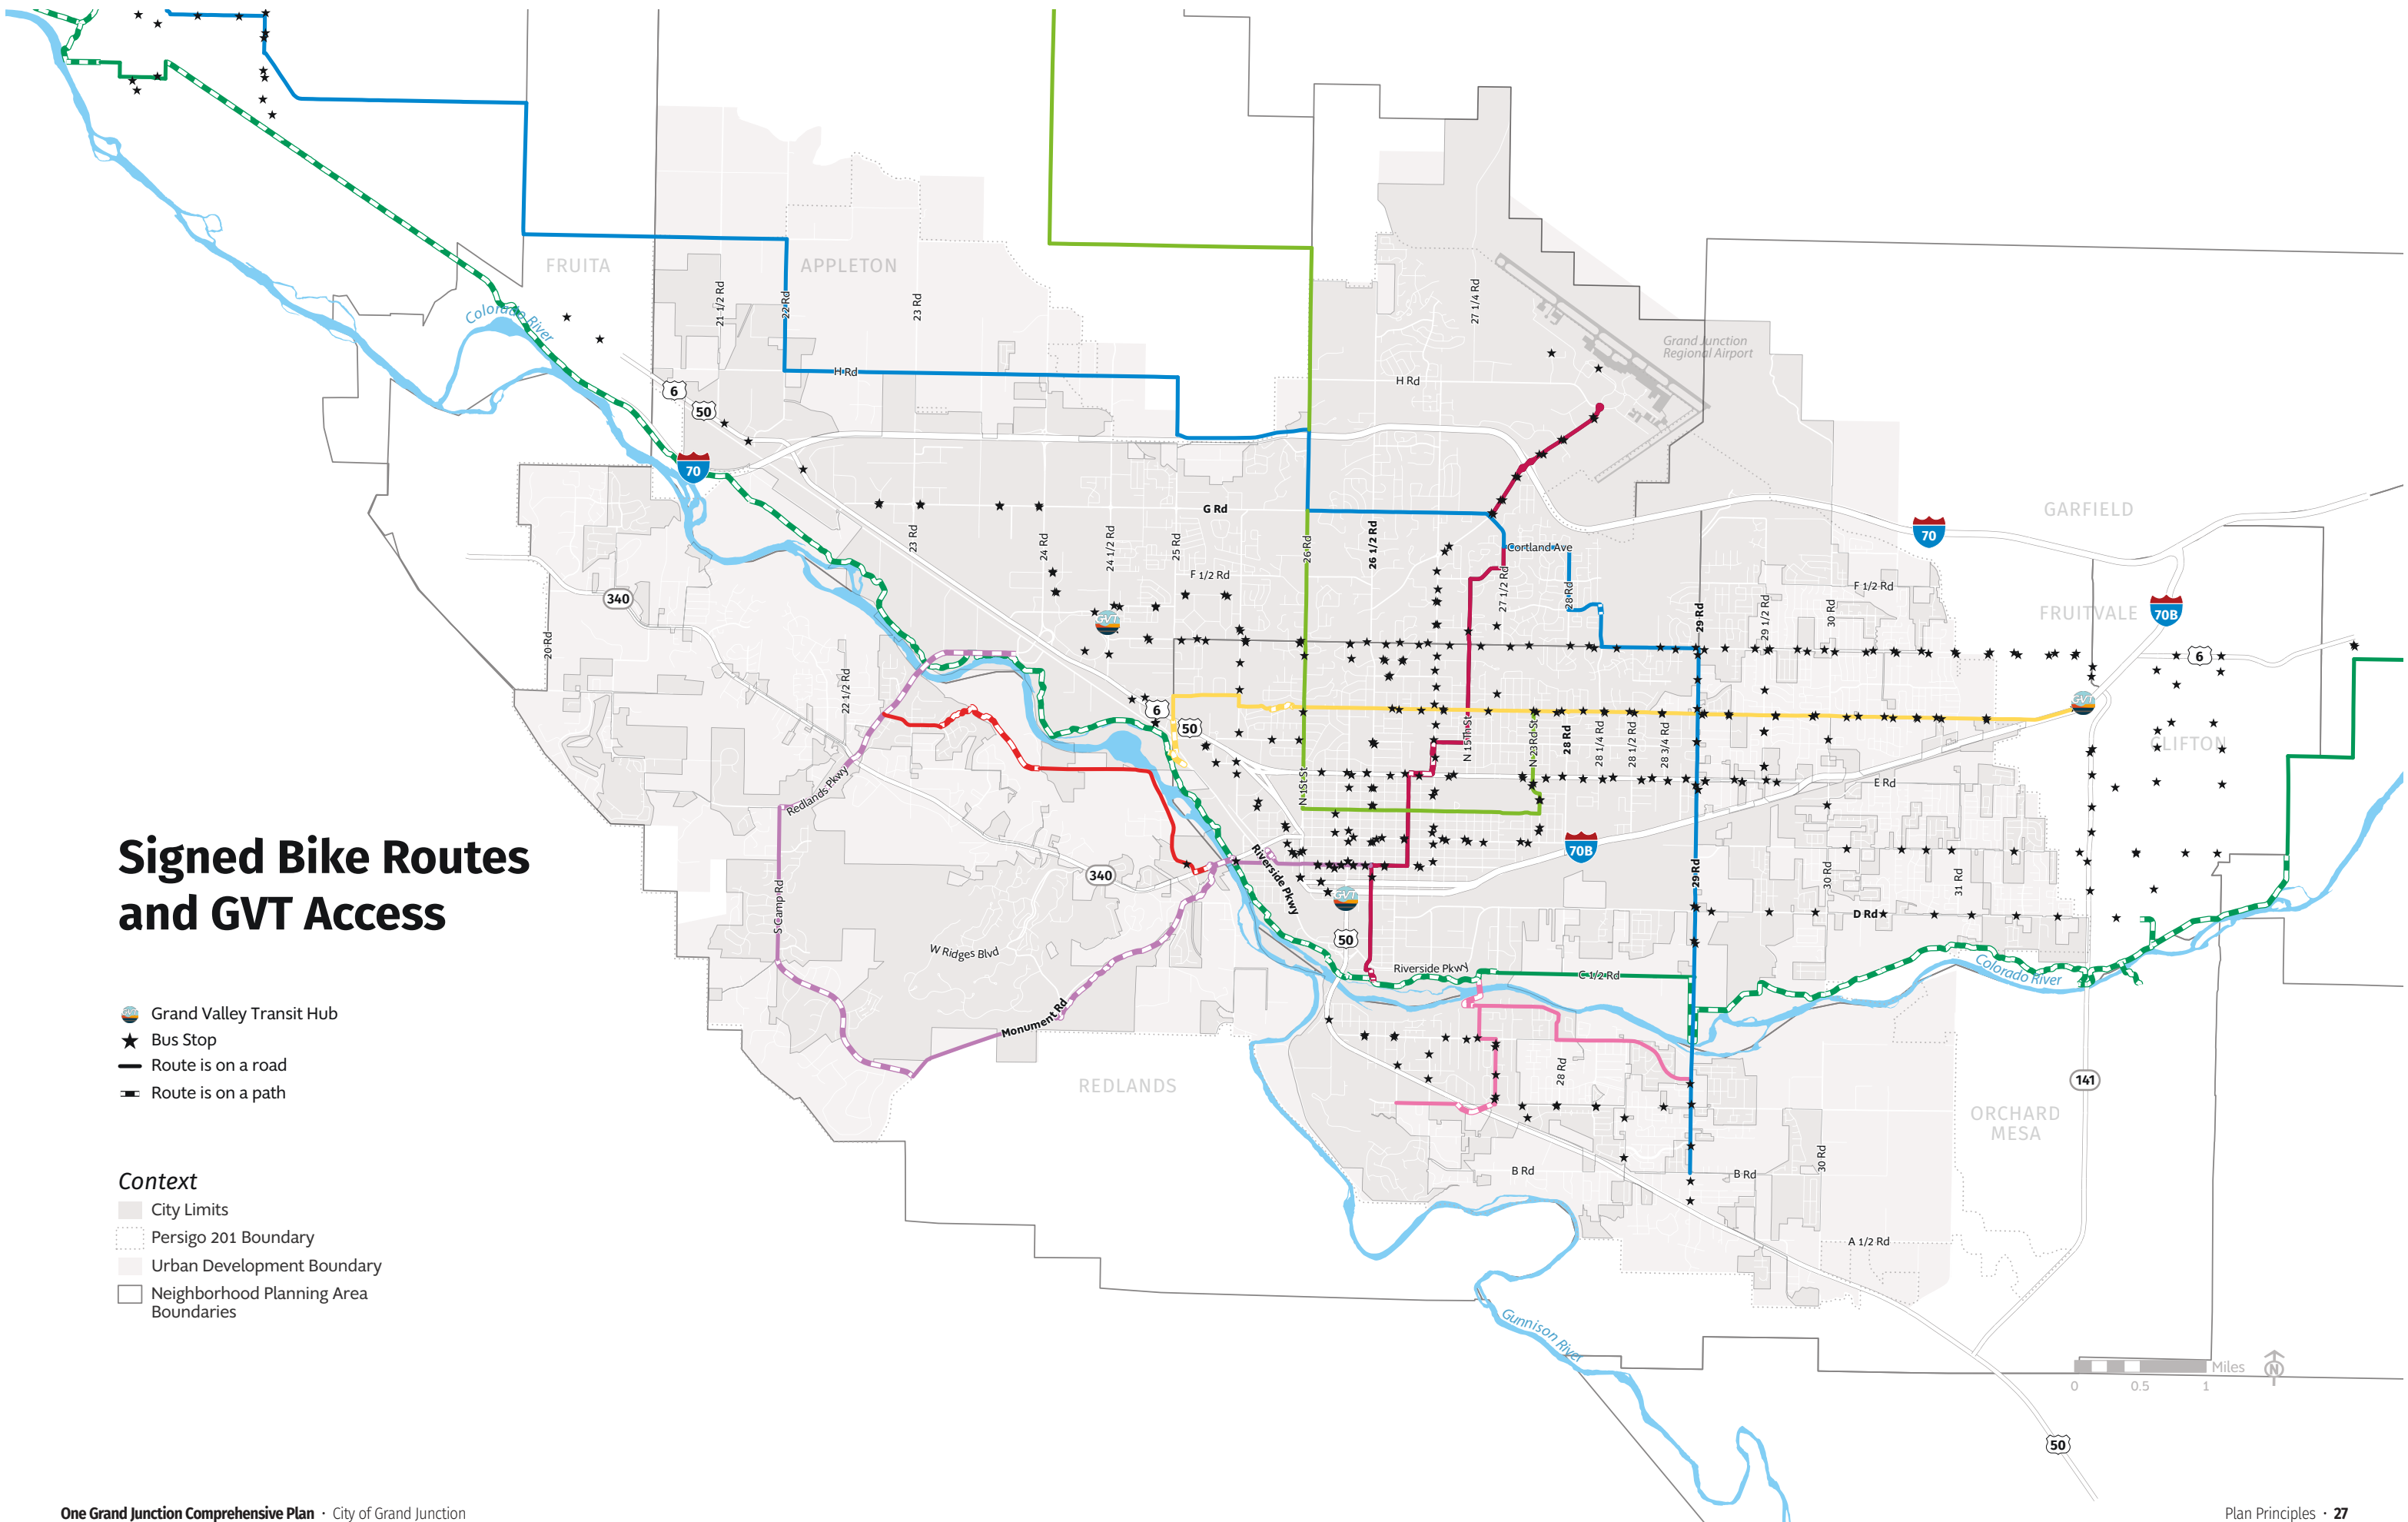 FRUITA
APPLETON
21 1/2 Rd
22 Rd
23 Rd
27 1/4 Rd
Colorado River
Grand Junction
Regional Airport
H Rd
H Rd
6
50
70
G Rd
GARFIELD
70
23 Rd
24 Rd
24 1/2 Rd
25 Rd
26 Rd
26 1/2 Rd
Cortland Ave
F 1/2 Rd
27 1/2 Rd
28 Rd
F 1/2 Rd
29 Rd
29 1/2 Rd
30 Rd
FRUITVALE
70B
340
GVT
20 Rd
6
22 1/2 Rd
6
50
GVT
N 15Th St
N 23Rd St
28 Rd
28 1/4 Rd
28 1/2 Rd
28 3/4 Rd
CLIFTON
Redlands Pkwy
N 1St St
E Rd
Signed Bike Routes
and GVT Access
70B
Riverside Pkwy
340
29 Rd
30 Rd
31 Rd
S Camp Rd
GVT
D Rd
50
W Ridges Blvd
Riverside Pkwy
C 1/2 Rd
Colorado River
Grand Valley Transit Hub
Bus Stop
Route is on a road
Route is on a path
Monument Rd
REDLANDS
28 Rd
141
ORCHARD
MESA
B Rd
B Rd
30 Rd
Context
City Limits
Persigo 201 Boundary
Urban Development Boundary
Neighborhood Planning Area
Boundaries
A 1/2 Rd
Gunnison River
Miles
N
0 0.5 1
50
One Grand Junction Comprehensive Plan · City of Grand Junction
Plan Principles · 27